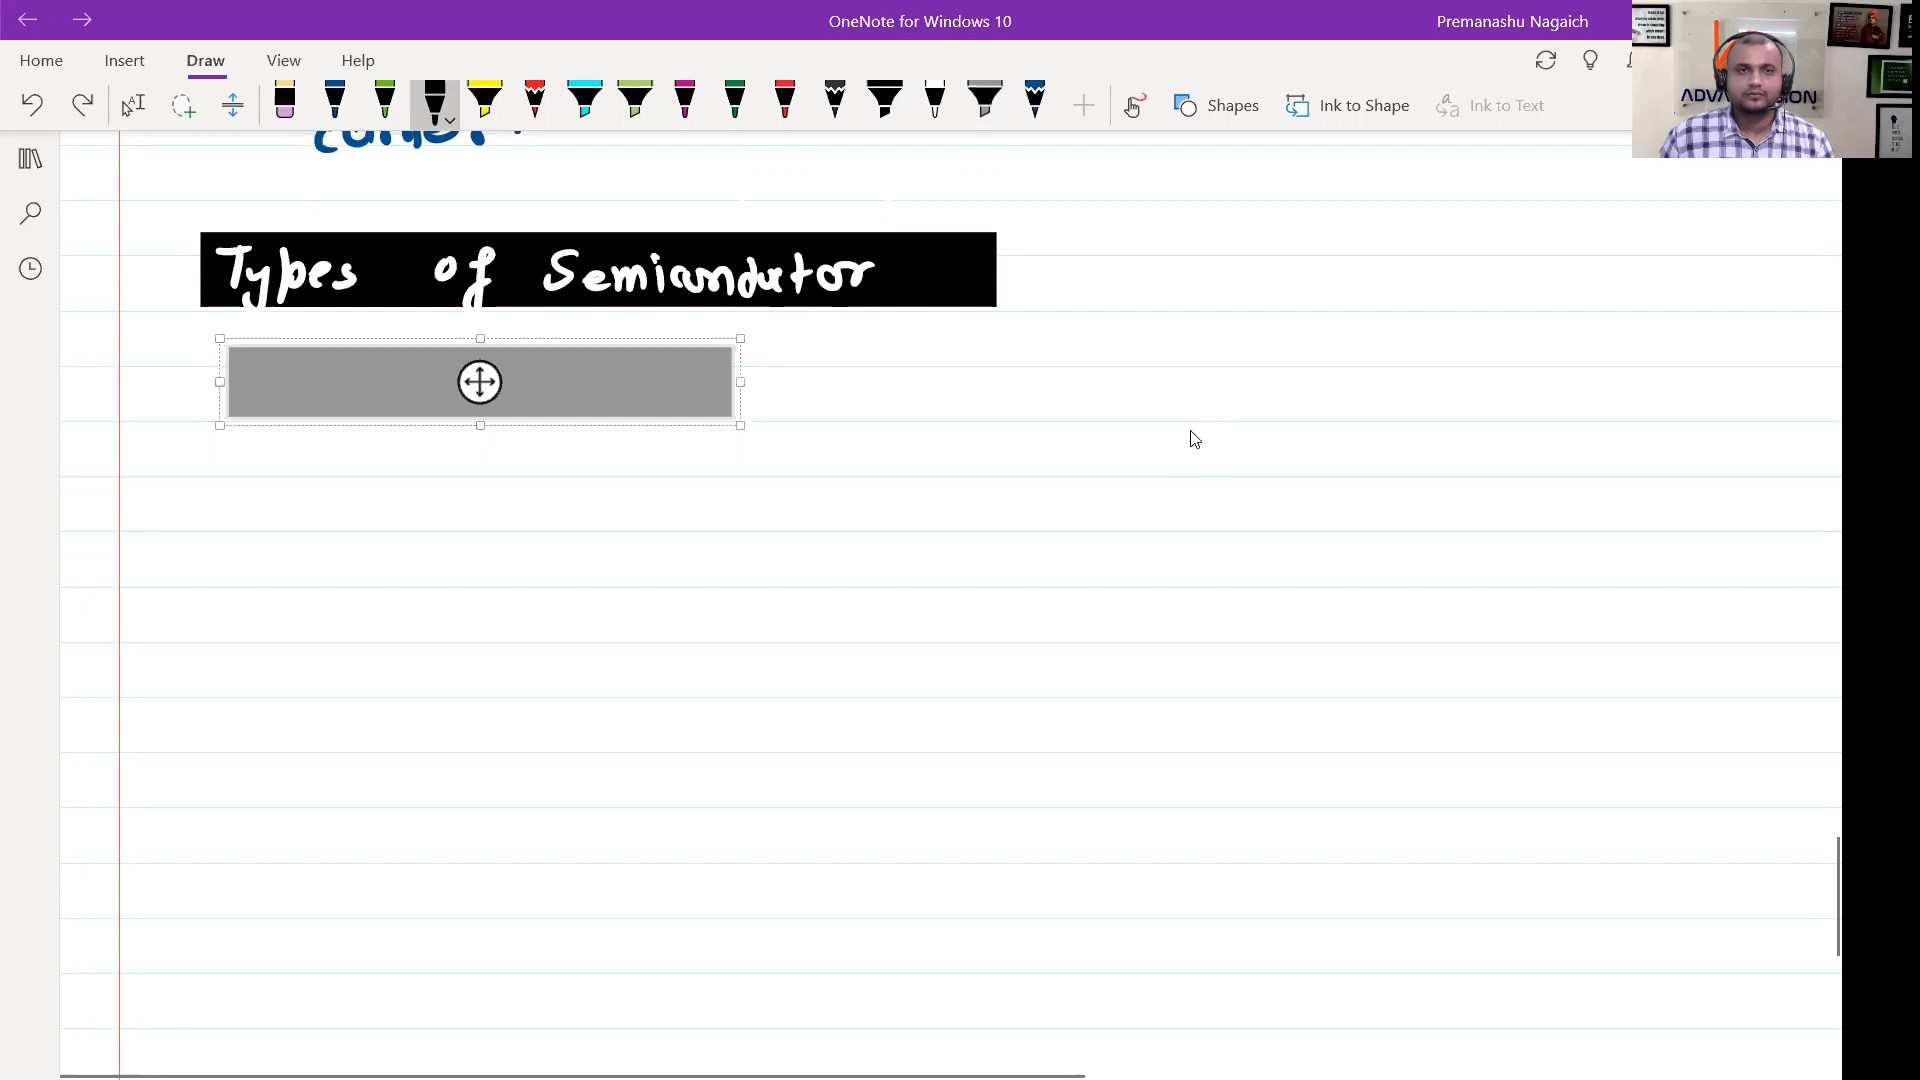 OneNote for Windows 10
Premanashu Nagaich
Home Insert Draw View Help
Shapes Ink to Shape Ink to Text
Types of Semiconductor